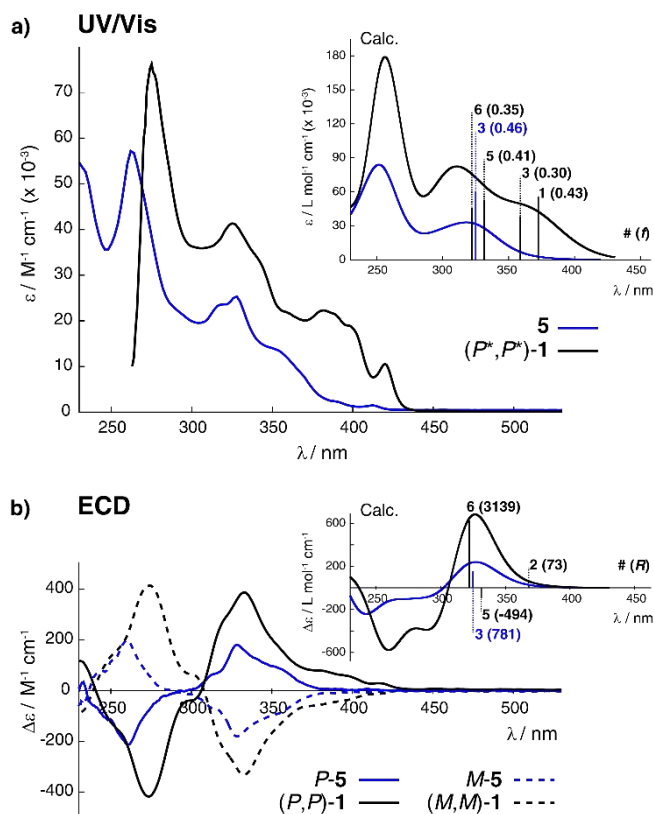 a) UV/Vis
ε / M⁻¹ cm⁻¹ (x 10⁻³)
70
60
50
40
30
20
10
0
250 300 350 400 450 500
λ / nm
Calc.
ε / L mol⁻¹ cm⁻¹ (x 10⁻³)
180
150
120
90
60
30
0
6 (0.35)
3 (0.46)
5 (0.41)
3 (0.30)
1 (0.43)
# (f)
250 300 350 400 450
λ / nm
5
(P*,P*)-1
b) ECD
Δε / M⁻¹ cm⁻¹
400
200
0
-200
-400
250 300 350 400 450 500
λ / nm
Calc.
Δε / L mol⁻¹ cm⁻¹
600
200
-200
-600
6 (3139)
2 (73)
# (R)
250 300 350 400 450
λ / nm
5 (-494)
3 (781)
P-5 M-5
(P,P)-1 (M,M)-1